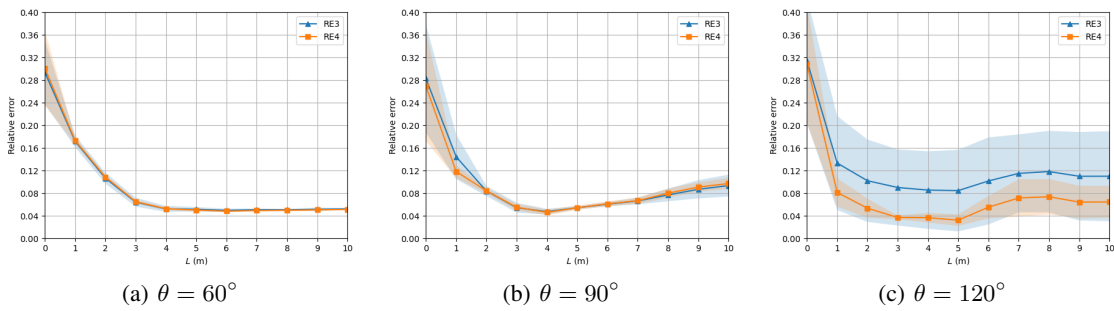 0.40
0.36
0.32
0.28
0.24
0.20
0.16
0.12
0.08
0.04
0.00
Relative error
0 1 2 3 4 5 6 7 8 9 10
L (m)
RE3
RE4
(a) θ = 60°
0.40
0.36
0.32
0.28
0.24
0.20
0.16
0.12
0.08
0.04
0.00
Relative error
0 1 2 3 4 5 6 7 8 9 10
L (m)
RE3
RE4
(b) θ = 90°
0.40
0.36
0.32
0.28
0.24
0.20
0.16
0.12
0.08
0.04
0.00
Relative error
0 1 2 3 4 5 6 7 8 9 10
L (m)
RE3
RE4
(c) θ = 120°